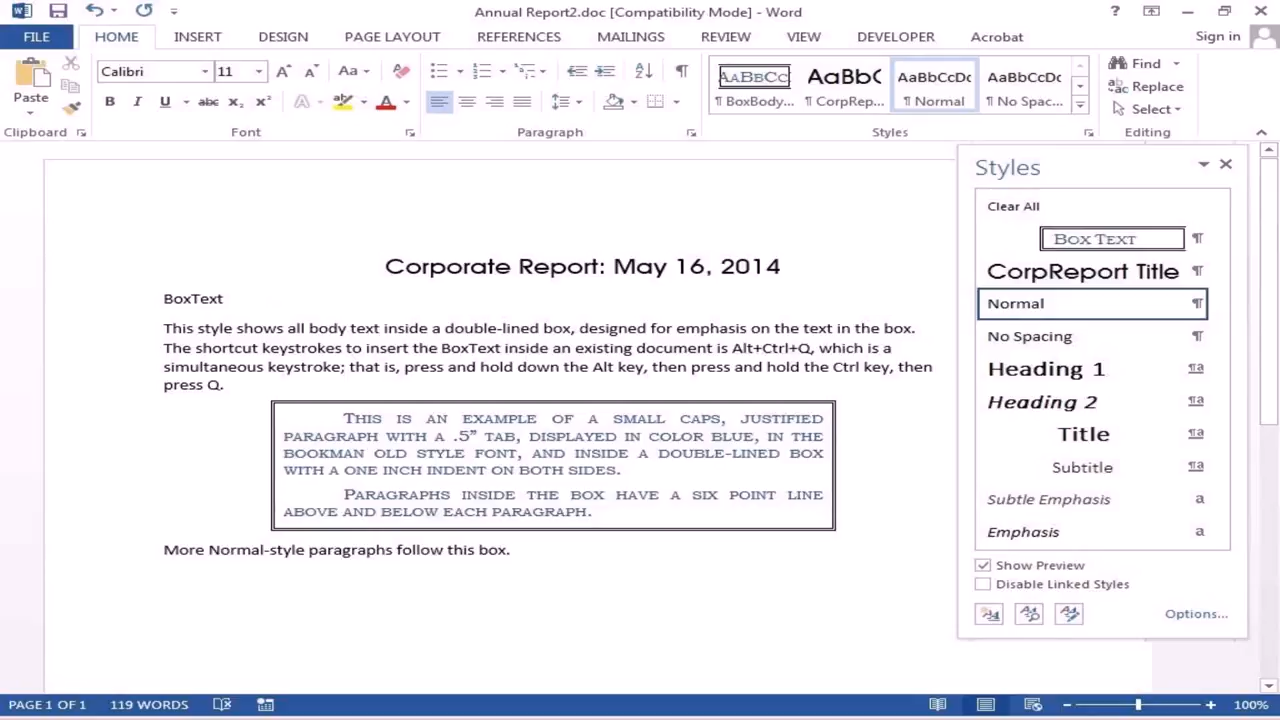 Annual Report2.doc [Compatibility Mode] - Word
?
FILE HOME INSERT DESIGN PAGE LAYOUT REFERENCES MAILINGS REVIEW VIEW DEVELOPER Acrobat Sign in
Paste
Calibri 11
Aa
B I U abc X₂ X²
AaBbCc AaBbC AaBbCcDc AaBbCcDc
¶ BoxBody... ¶ CorpRep... ¶ Normal ¶ No Spac...
Find
Replace
Select
Clipboard Font Paragraph Styles Editing
Styles
Clear All
Box Text
CorpReport Title
Normal
No Spacing
Heading 1
Heading 2
Title
Subtitle
Subtle Emphasis
Emphasis
Show Preview
Disable Linked Styles
Options...
Corporate Report: May 16, 2014
BoxText
This style shows all body text inside a double-lined box, designed for emphasis on the text in the box.
The shortcut keystrokes to insert the BoxText inside an existing document is Alt+Ctrl+Q, which is a
simultaneous keystroke; that is, press and hold down the Alt key, then press and hold the Ctrl key, then
press Q.
This is an example of a small caps, justified
paragraph with a .5” tab, displayed in color blue, in the
Bookman Old Style font, and inside a double-lined box
with a one inch indent on both sides.
Paragraphs inside the box have a six point line
above and below each paragraph.
More Normal-style paragraphs follow this box.
PAGE 1 OF 1 119 WORDS 100%